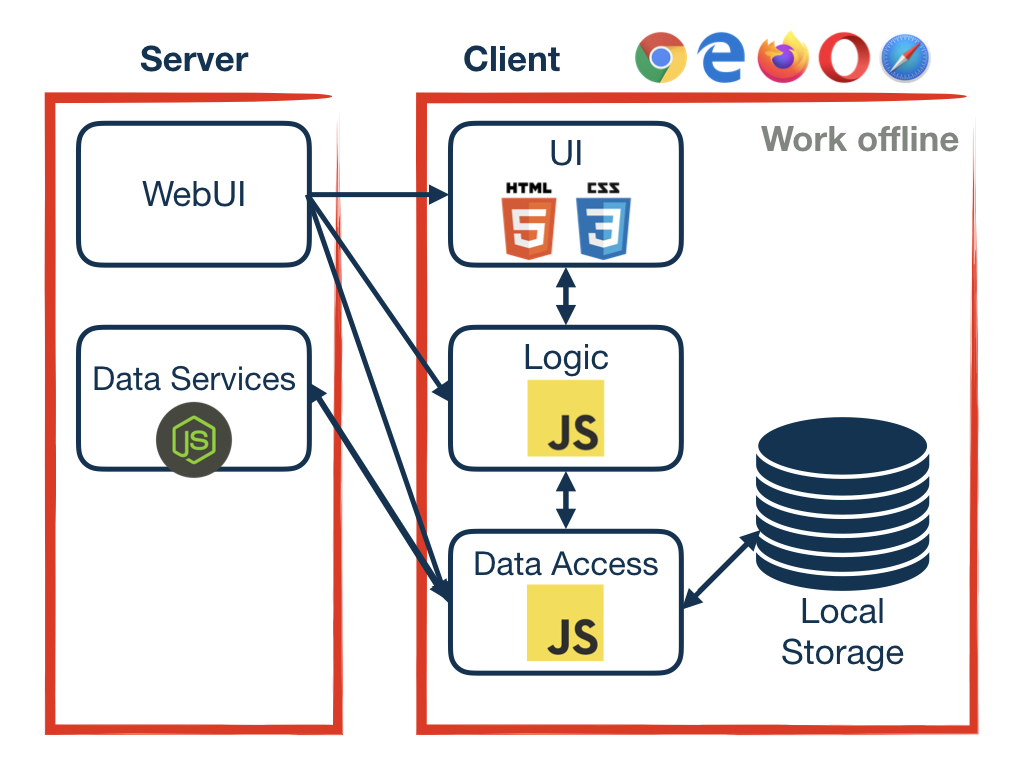 Server
Client
Work offline
WebUI
UI
HTML
5
CSS
3
Data Services
JS
Logic
JS
Data Access
JS
Local
Storage